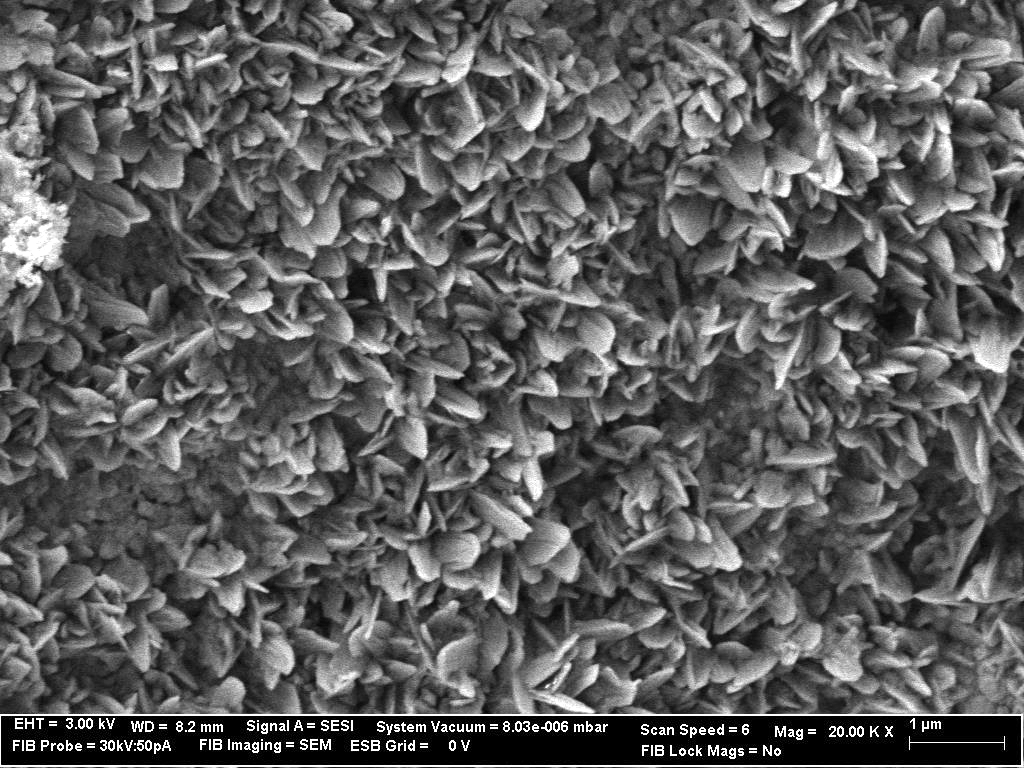 EHT = 3.00 kV WD = 8.2 mm Signal A = SESI System Vacuum = 8.03e-006 mbar Scan Speed = 6 Mag = 20.00 K X 1 µm
FIB Probe = 30kV:50pA FIB Imaging = SEM ESB Grid = 0 V FIB Lock Mags = No